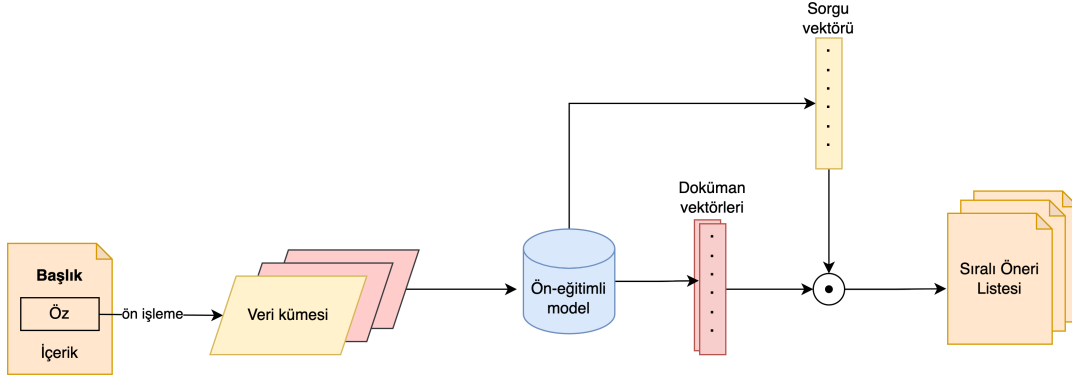 Başlık
Öz
İçerik
ön işleme
Veri kümesi
Ön-eğitimli
model
Doküman
vektörleri
Sorgu
vektörü
Sıralı Öneri
Listesi